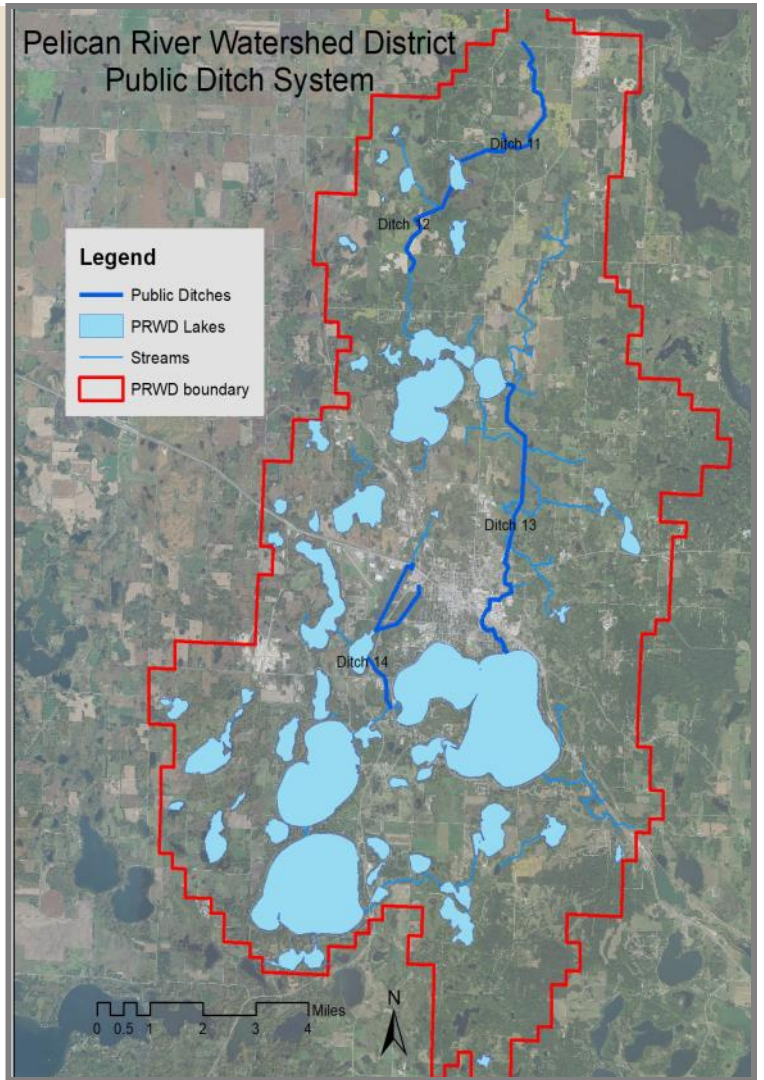 Pelican River Watershed District
Public Ditch System
Ditch 11
Ditch 12
Legend
Public Ditches
PRWD Lakes
Streams
PRWD boundary
Ditch 13
Ditch 14
N
Miles
0 0.5 1 2 3 4